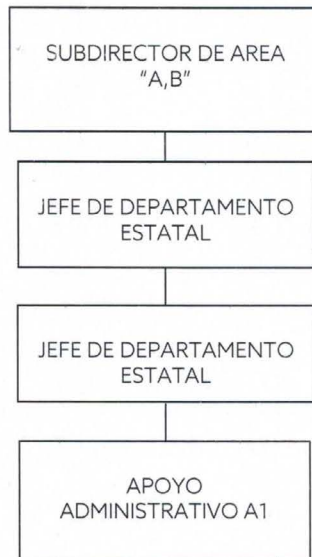 SUBDIRECTOR DE AREA
"A,B"
JEFE DE DEPARTAMENTO
ESTATAL
JEFE DE DEPARTAMENTO
ESTATAL
APOYO
ADMINISTRATIVO A1